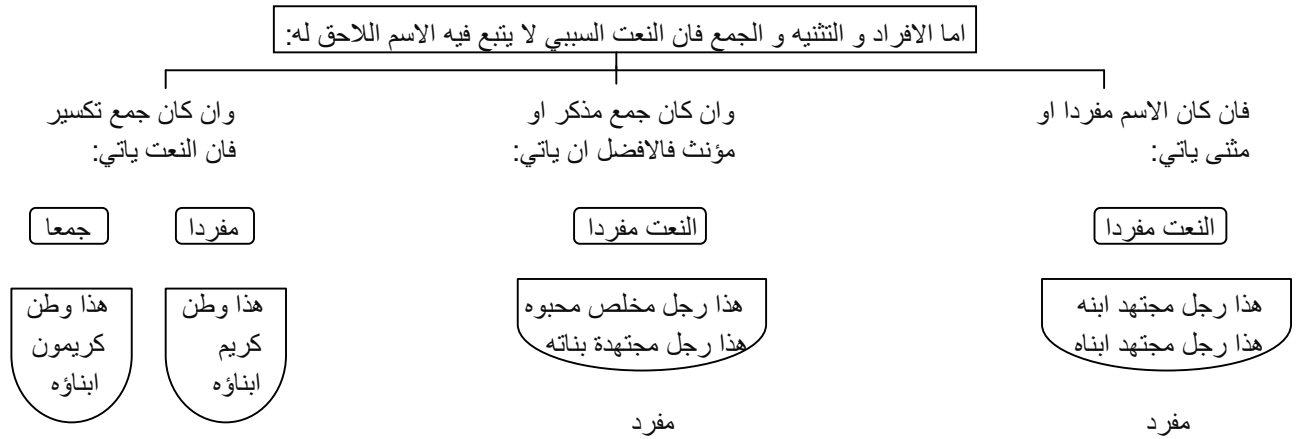 اما الافراد و التثنيه و الجمع فان النعت السببي لا يتبع فيه الاسم اللاحق له:
فان كان الاسم مفردا او
مثنى ياتي:
النعت مفردا
هذا رجل مجتهد ابنه
هذا رجل مجتهد ابناه
مفرد
وان كان جمع مذكر او
مؤنث فالافضل ان ياتي:
النعت مفردا
هذا رجل مخلص محبوه
هذا رجل مجتهدة بناته
مفرد
وان كان جمع تكسير
فان النعت ياتي:
مفردا
هذا وطن
كريم
ابناؤه
جمعا
هذا وطن
كريمون
ابناؤه